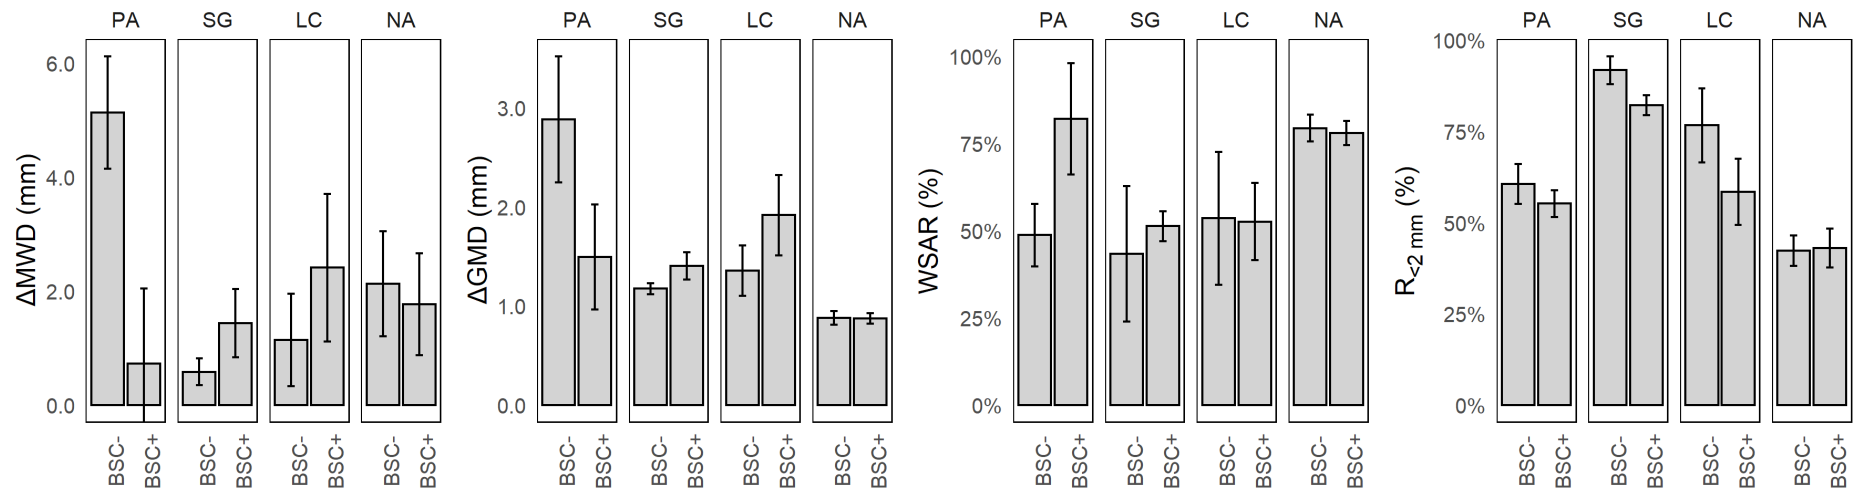 PA SG LC NA
ΔMWD (mm)
6.0
4.0
2.0
0.0
BSC- BSC+ BSC- BSC+ BSC- BSC+ BSC- BSC+
PA SG LC NA
ΔGMD (mm)
3.0
2.0
1.0
0.0
BSC- BSC+ BSC- BSC+ BSC- BSC+ BSC- BSC+
PA SG LC NA
WSAR (%)
100%
75%
50%
25%
0%
BSC- BSC+ BSC- BSC+ BSC- BSC+ BSC- BSC+
PA SG LC NA
R<2 mm (%)
100%
75%
50%
25%
0%
BSC- BSC+ BSC- BSC+ BSC- BSC+ BSC- BSC+